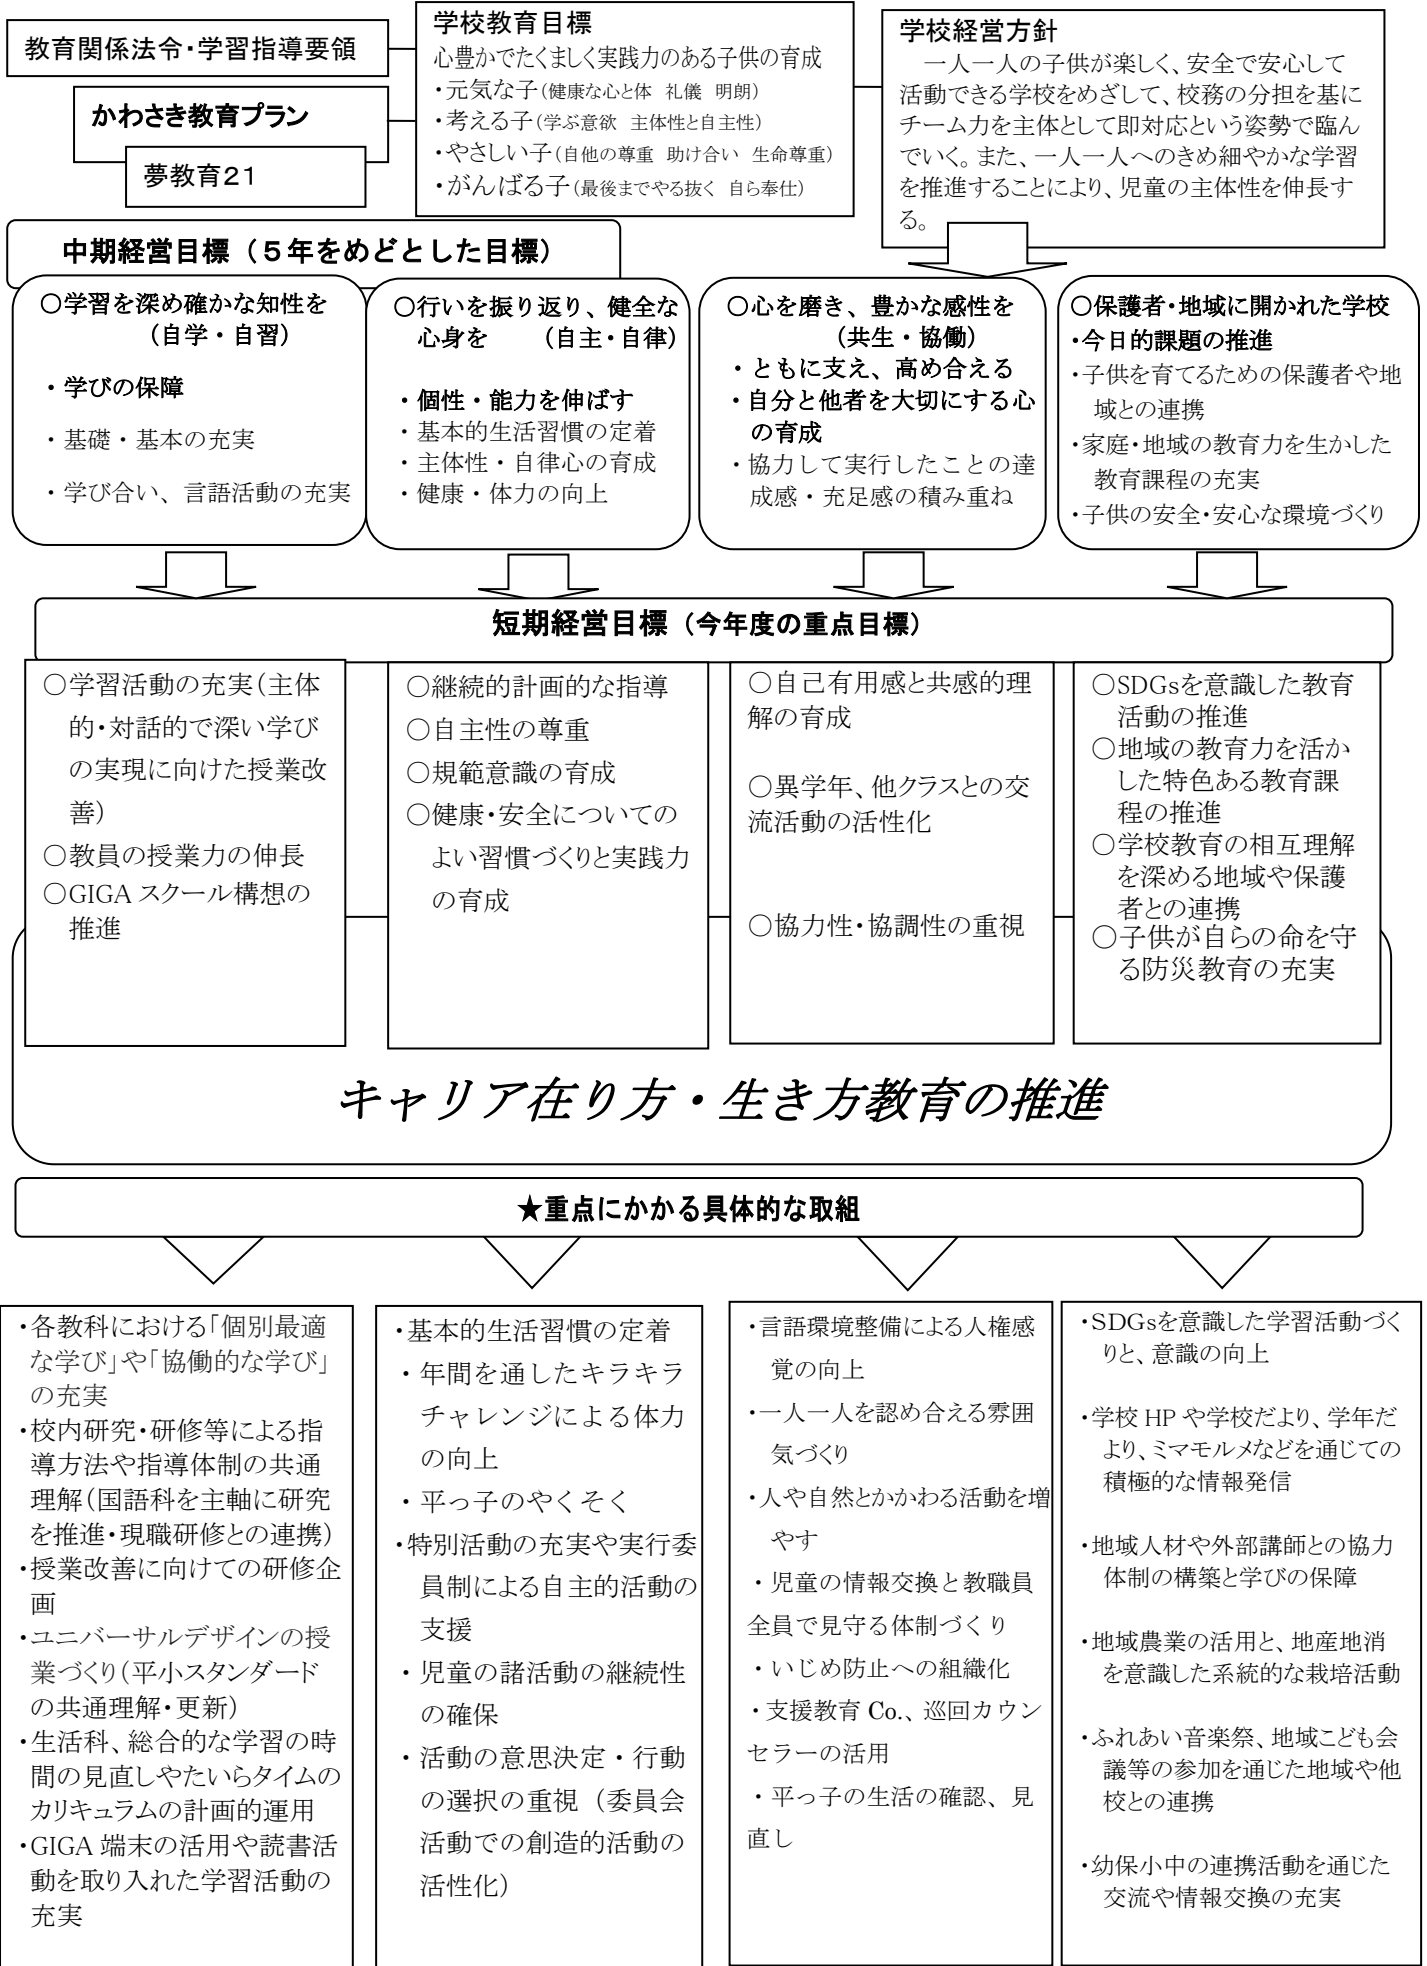 教育関係法令・学習指導要領
かわさき教育プラン
夢教育21
学校教育目標
心豊かでたくましく実践力のある子供の育成
・元気な子(健康な心と体 礼儀 明朗)
・考える子(学ぶ意欲 主体性と自主性)
・やさしい子(自他の尊重 助け合い 生命尊重)
・がんばる子(最後までやる抜く 自ら奉仕)
学校経営方針
一人一人の子供が楽しく、安全で安心して
活動できる学校をめざして、校務の分担を基に
チーム力を主体として即対応という姿勢で臨ん
でいく。また、一人一人へのきめ細やかな学習
を推進することにより、児童の主体性を伸長す
る。
中期経営目標（５年をめどとした目標）
○学習を深め確かな知性を
（自学・自習）
・学びの保障
・基礎・基本の充実
・学び合い、言語活動の充実
○行いを振り返り、健全な
心身を （自主・自律）
・個性・能力を伸ばす
・基本的生活習慣の定着
・主体性・自律心の育成
・健康・体力の向上
○心を磨き、豊かな感性を
（共生・協働）
・ともに支え、高め合える
・自分と他者を大切にする心
の育成
・協力して実行したことの達
成感・充足感の積み重ね
○保護者・地域に開かれた学校
・今日的課題の推進
・子供を育てるための保護者や地
域との連携
・家庭・地域の教育力を生かした
教育課程の充実
・子供の安全・安心な環境づくり
短期経営目標（今年度の重点目標）
○学習活動の充実(主体
的・対話的で深い学び
の実現に向けた授業改
善)
○教員の授業力の伸長
○GIGA スクール構想の
推進
○継続的計画的な指導
○自主性の尊重
○規範意識の育成
○健康・安全についての
よい習慣づくりと実践力
の育成
○自己有用感と共感的理
解の育成
○異学年、他クラスとの交
流活動の活性化
○協力性・協調性の重視
○SDGsを意識した教育
活動の推進
○地域の教育力を活か
した特色ある教育課
程の推進
○学校教育の相互理解
を深める地域や保護
者との連携
○子供が自らの命を守
る防災教育の充実
キャリア在り方・生き方教育の推進
★重点にかかる具体的な取組
・各教科における「個別最適
な学び」や「協働的な学び」
の充実
・校内研究・研修等による指
導方法や指導体制の共通
理解(国語科を主軸に研究
を推進・現職研修との連携)
・授業改善に向けての研修企
画
・ユニバーサルデザインの授
業づくり(平小スタンダード
の共通理解・更新)
・生活科、総合的な学習の時
間の見直しやたいらタイムの
カリキュラムの計画的運用
・GIGA 端末の活用や読書活
動を取り入れた学習活動の
充実
・基本的生活習慣の定着
・年間を通したキラキラ
チャレンジによる体力
の向上
・平っ子のやくそく
・特別活動の充実や実行委
員制による自主的活動の
支援
・児童の諸活動の継続性
の確保
・活動の意思決定・行動
の選択の重視（委員会
活動での創造的活動の
活性化）
・言語環境整備による人権感
覚の向上
・一人一人を認め合える雰囲
気づくり
・人や自然とかかわる活動を増
やす
・児童の情報交換と教職員
全員で見守る体制づくり
・いじめ防止への組織化
・支援教育 Co.、巡回カウン
セラーの活用
・平っ子の生活の確認、見
直し
・SDGsを意識した学習活動づく
りと、意識の向上
・学校 HP や学校だより、学年だ
より、ミマモルメなどを通じての
積極的な情報発信
・地域人材や外部講師との協力
体制の構築と学びの保障
・地域農業の活用と、地産地消
を意識した系統的な栽培活動
・ふれあい音楽祭、地域こども会
議等の参加を通じた地域や他
校との連携
・幼保小中の連携活動を通じた
交流や情報交換の充実